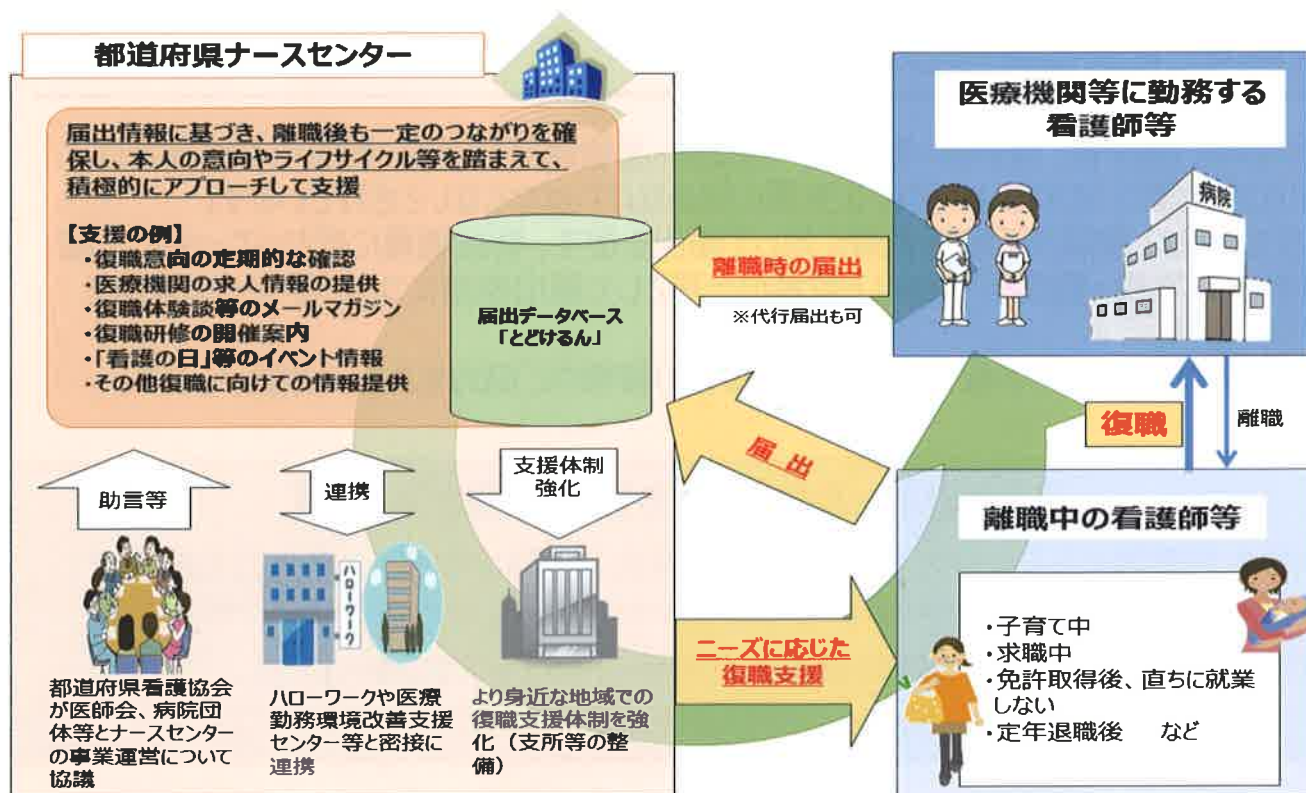 都道府県ナースセンター
届出情報に基づき、離職後も一定のつながりを確
保し、本人の意向やライフサイクル等を踏まえて、
積極的にアプローチして支援
【支援の例】
・復職意向の定期的な確認
・医療機関の求人情報の提供
・復職体験談等のメールマガジン
・復職研修の開催案内
・「看護の日」等のイベント情報
・その他復職に向けての情報提供
届出データベース
「とどけるん」
助言等
連携
支援体制
強化
ハローワーク
都道府県看護協会
が医師会、病院団
体等とナースセンター
の事業運営について
協議
ハローワークや医療
勤務環境改善支援
センター等と密接に
連携
より身近な地域での
復職支援体制を強
化（支所等の整
備）
離職時の届出
※代行届出も可
届 出
ニーズに応じた
復職支援
医療機関等に勤務する
看護師等
病院
復職
離職
離職中の看護師等
・子育て中
・求職中
・免許取得後、直ちに就業
しない
・定年退職後　など